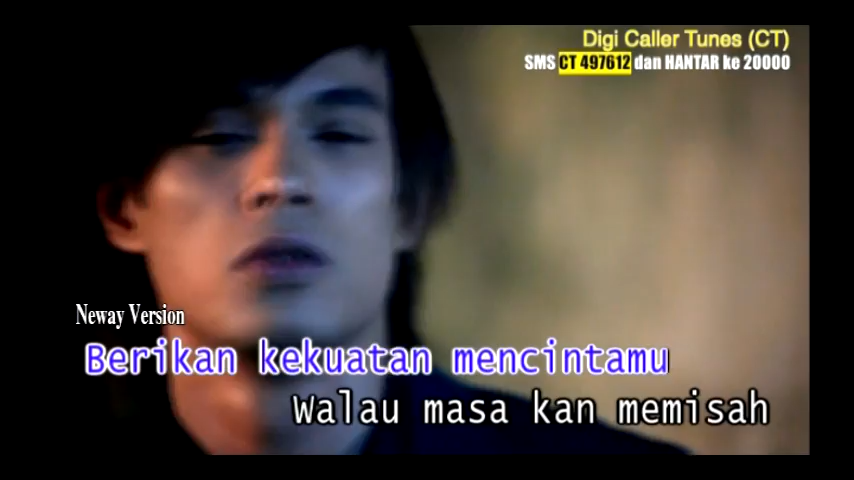 Digi Caller Tunes (CT)
SMS CT 497612 dan HANTAR ke 20000
Neway Version
Berikan kekuatan mencintamu
Walau masa kan memisah